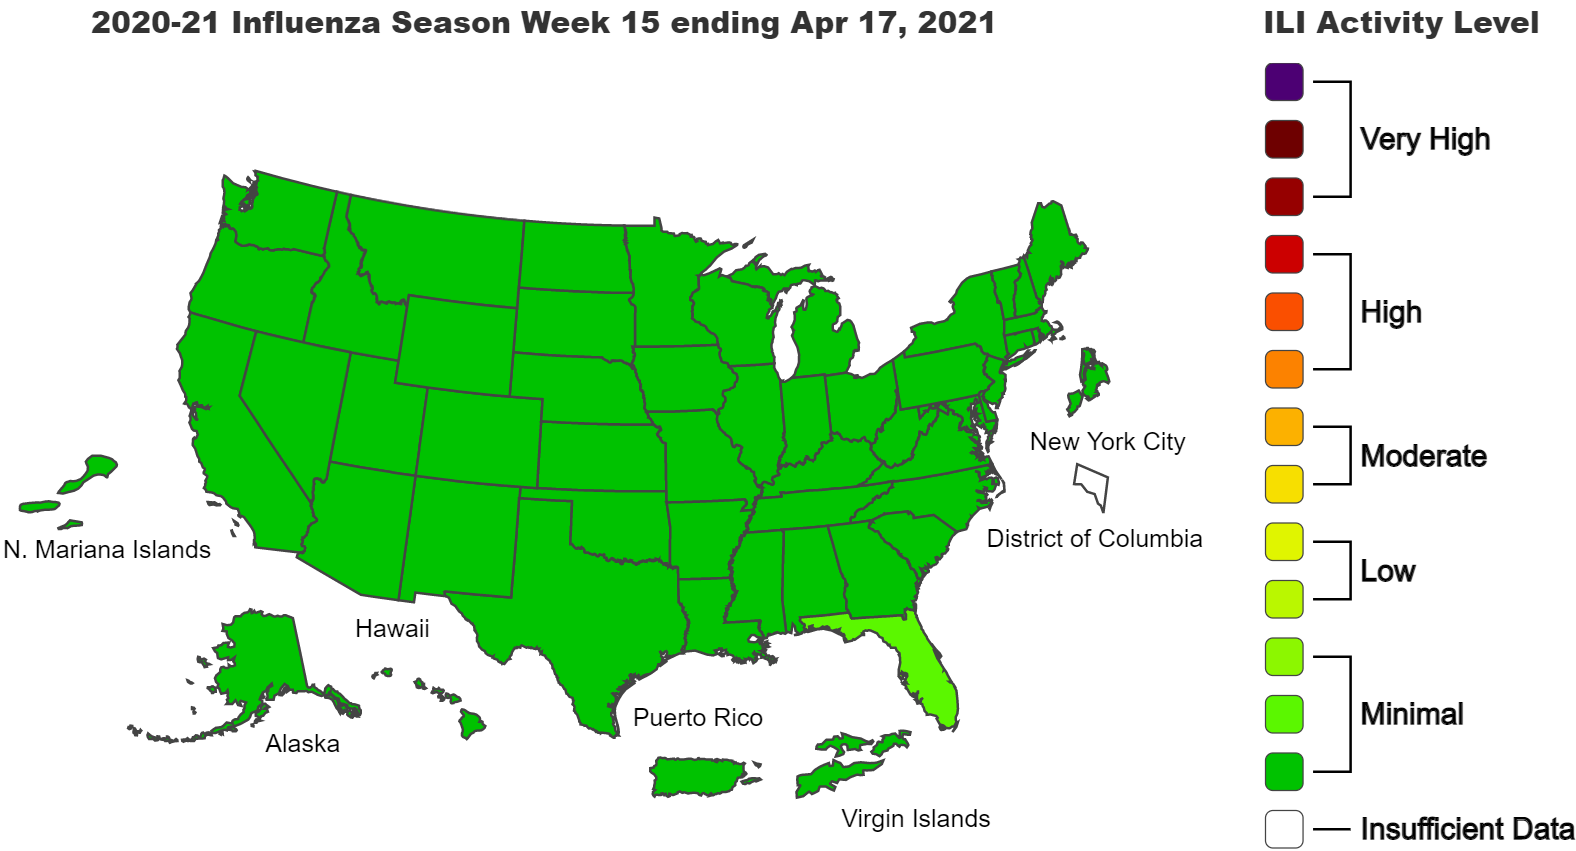 2020-21 Influenza Season Week 15 ending Apr 17, 2021
ILI Activity Level
Very High
High
Moderate
Low
Minimal
Insufficient Data
New York City
District of Columbia
N. Mariana Islands
Hawaii
Alaska
Puerto Rico
Virgin Islands